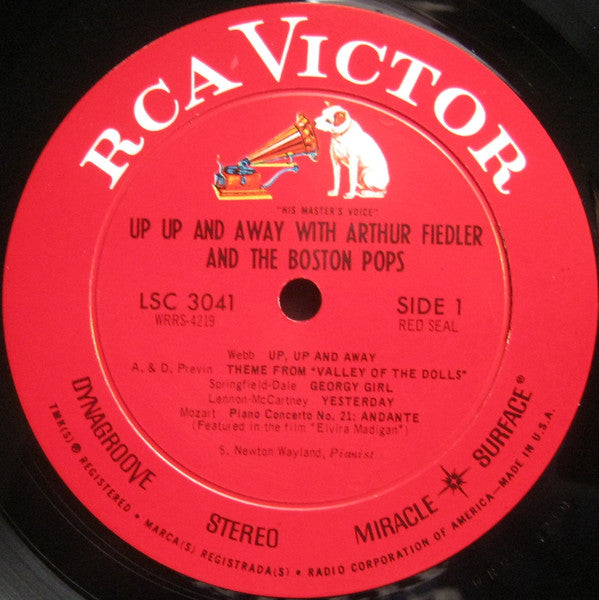 RCA VICTOR
"HIS MASTER'S VOICE"
UP UP AND AWAY WITH ARTHUR FIEDLER
AND THE BOSTON POPS
LSC 3041
WRRS-4219
SIDE 1
RED SEAL
Webb UP, UP AND AWAY
A. & D. Previn THEME FROM "VALLEY OF THE DOLLS"
Springfield-Dale GEORGY GIRL
Lennon-McCartney YESTERDAY
Mozart Piano Concerto No. 21: ANDANTE
(Featured in the film "Elvira Madigan")
S. Newton Wayland, Pianist
DYNAGROOVE
STEREO
MIRACLE SURFACE®
TMK(S) ® REGISTERED • MARCA(S) REGISTRADA(S) • RADIO CORPORATION OF AMERICA—MADE IN U.S.A.